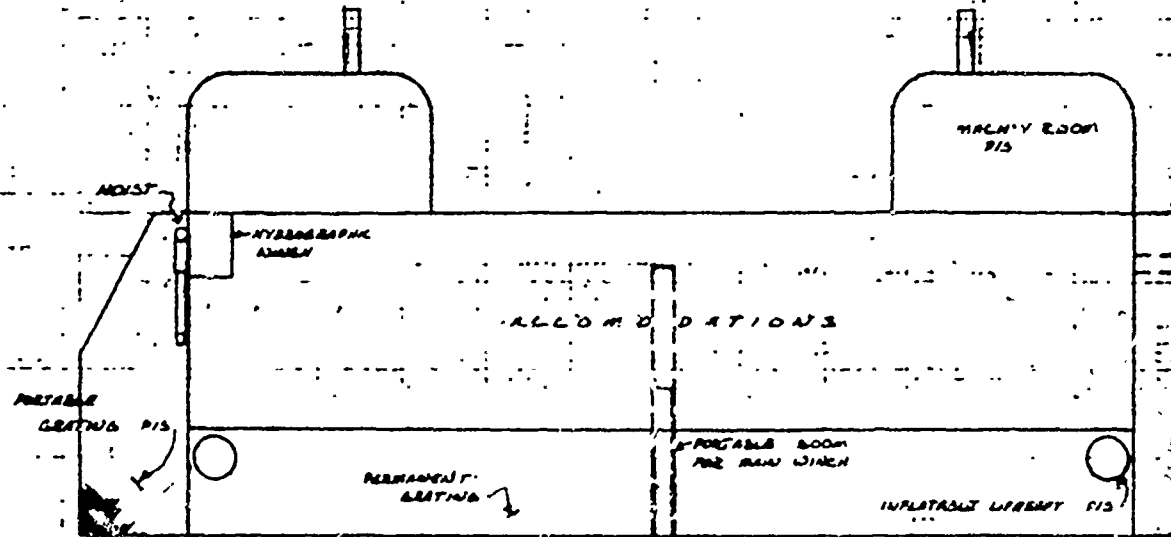 MACH'Y ROOM
P/S
HOIST
HYDROGRAPHIC
WINCH
ACCOMODATIONS
PORTABLE
GRATING P/S
PORTABLE BOOM
FOR MAIN WINCH
PERMANENT
GRATING
INFLATABLE LIFERAFT P/S